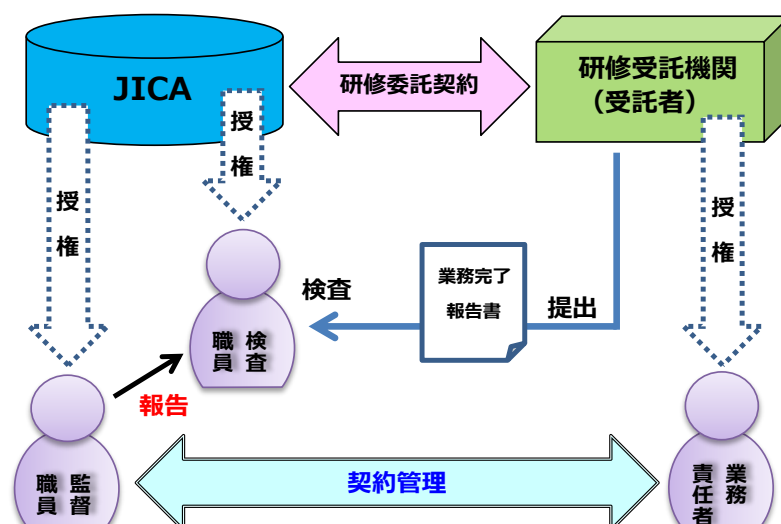 JICA
研修委託契約
研修受託機関
（受託者）
授権
授権
授権
業務完了
報告書
検査
提出
検査
職員
報告
監督
職員
契約管理
業務
責任者